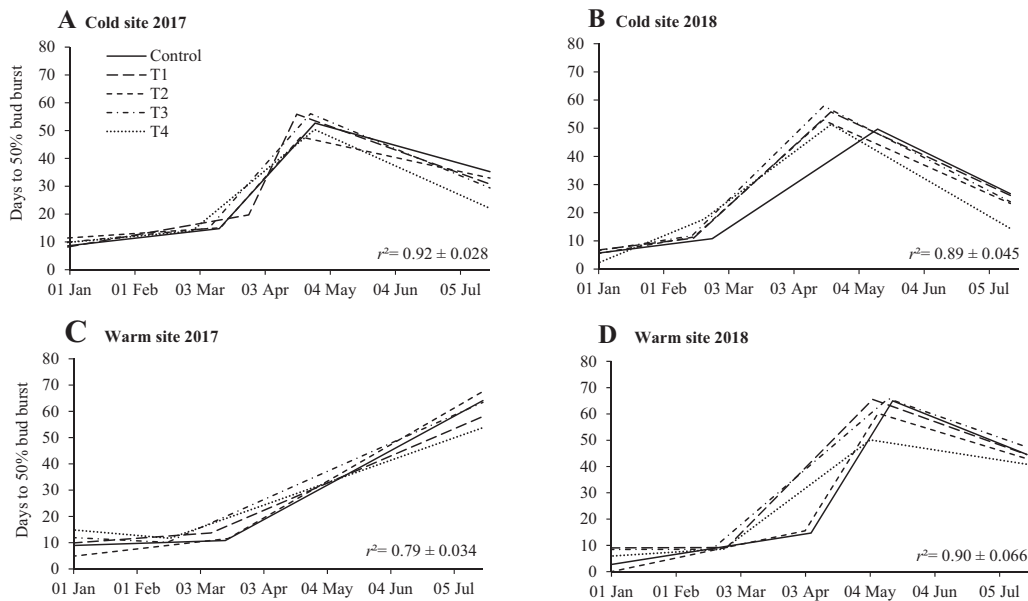 A Cold site 2017
Days to 50% bud burst
80
70
60
50
40
30
20
10
0
Control
T1
T2
T3
T4
r²= 0.92 ± 0.028
01 Jan 01 Feb 03 Mar 03 Apr 04 May 04 Jun 05 Jul
B Cold site 2018
80
70
60
50
40
30
20
10
0
r²= 0.89 ± 0.045
01 Jan 01 Feb 03 Mar 03 Apr 04 May 04 Jun 05 Jul
C Warm site 2017
Days to 50% bud burst
80
70
60
50
40
30
20
10
0
r²= 0.79 ± 0.034
01 Jan 01 Feb 03 Mar 03 Apr 04 May 04 Jun 05 Jul
D Warm site 2018
80
70
60
50
40
30
20
10
0
r²= 0.90 ± 0.066
01 Jan 01 Feb 03 Mar 03 Apr 04 May 04 Jun 05 Jul